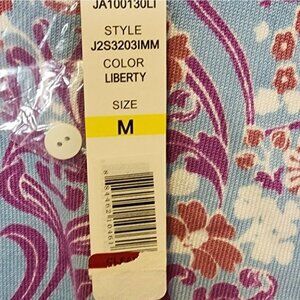 JA100130LI
STYLE
J2S3203IMM
COLOR
LIBERTY
SIZE
M